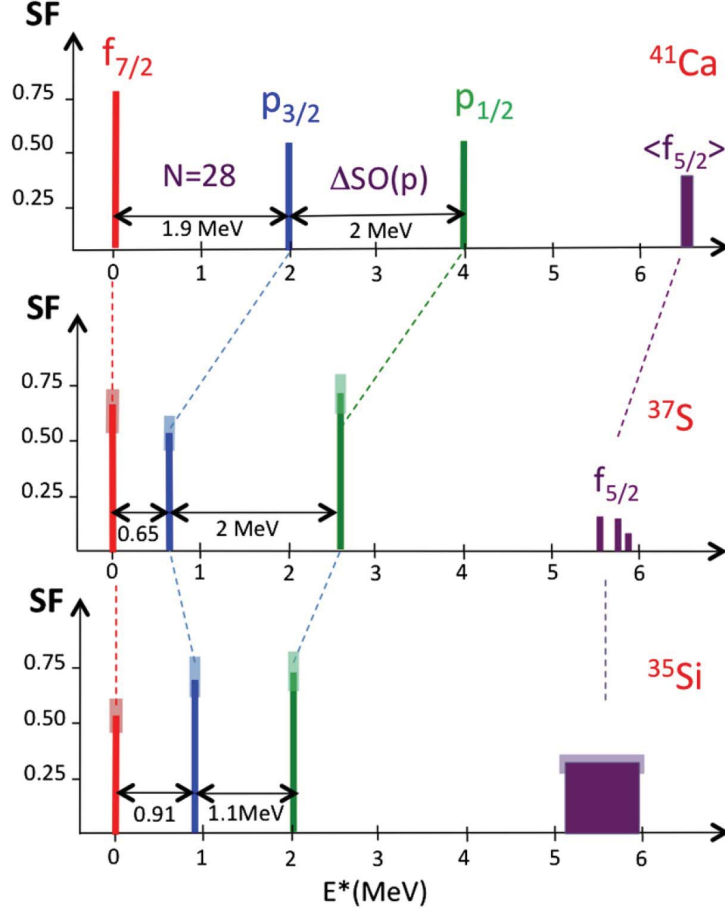 SF
f7/2
41Ca
0.75
p3/2
p1/2
0.50
<f5/2>
N=28
ΔSO(p)
0.25
1.9 MeV
2 MeV
0 1 2 3 4 5 6
SF
0.75
37S
0.50
f5/2
0.25
0.65
2 MeV
0 1 2 3 4 5 6
SF
35Si
0.75
0.50
0.25
0.91
1.1MeV
0 1 2 3 4 5 6
E*(MeV)